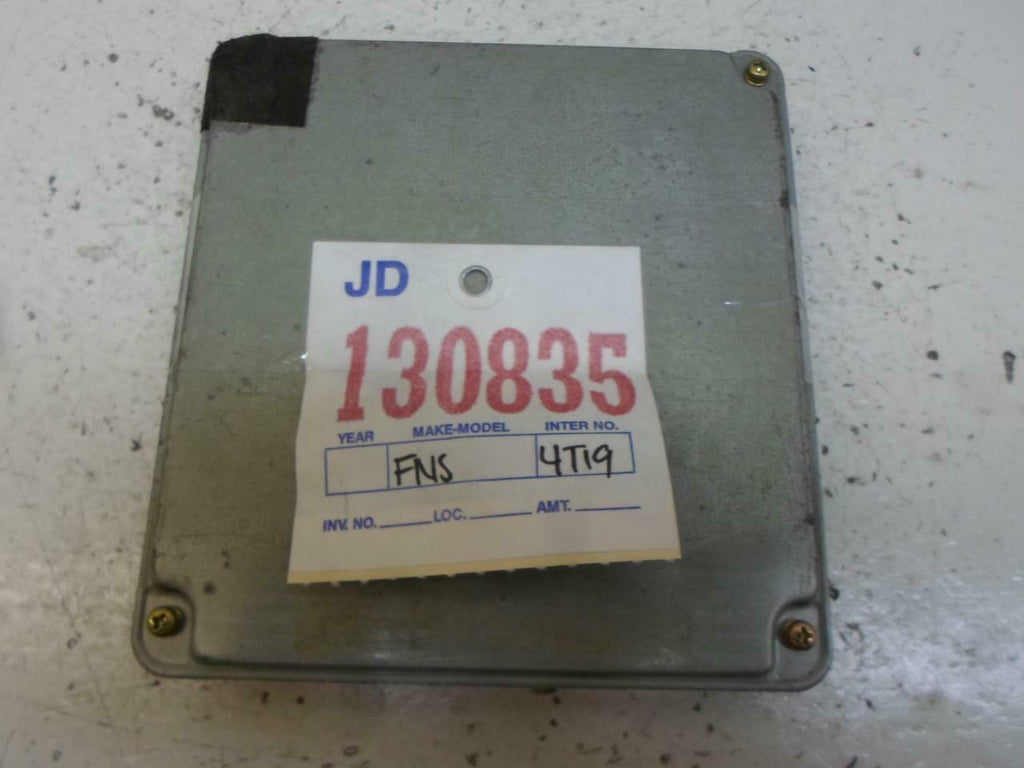 JD
130835
YEAR MAKE-MODEL INTER NO.
FNS 4T19
INV. NO. LOC. AMT.